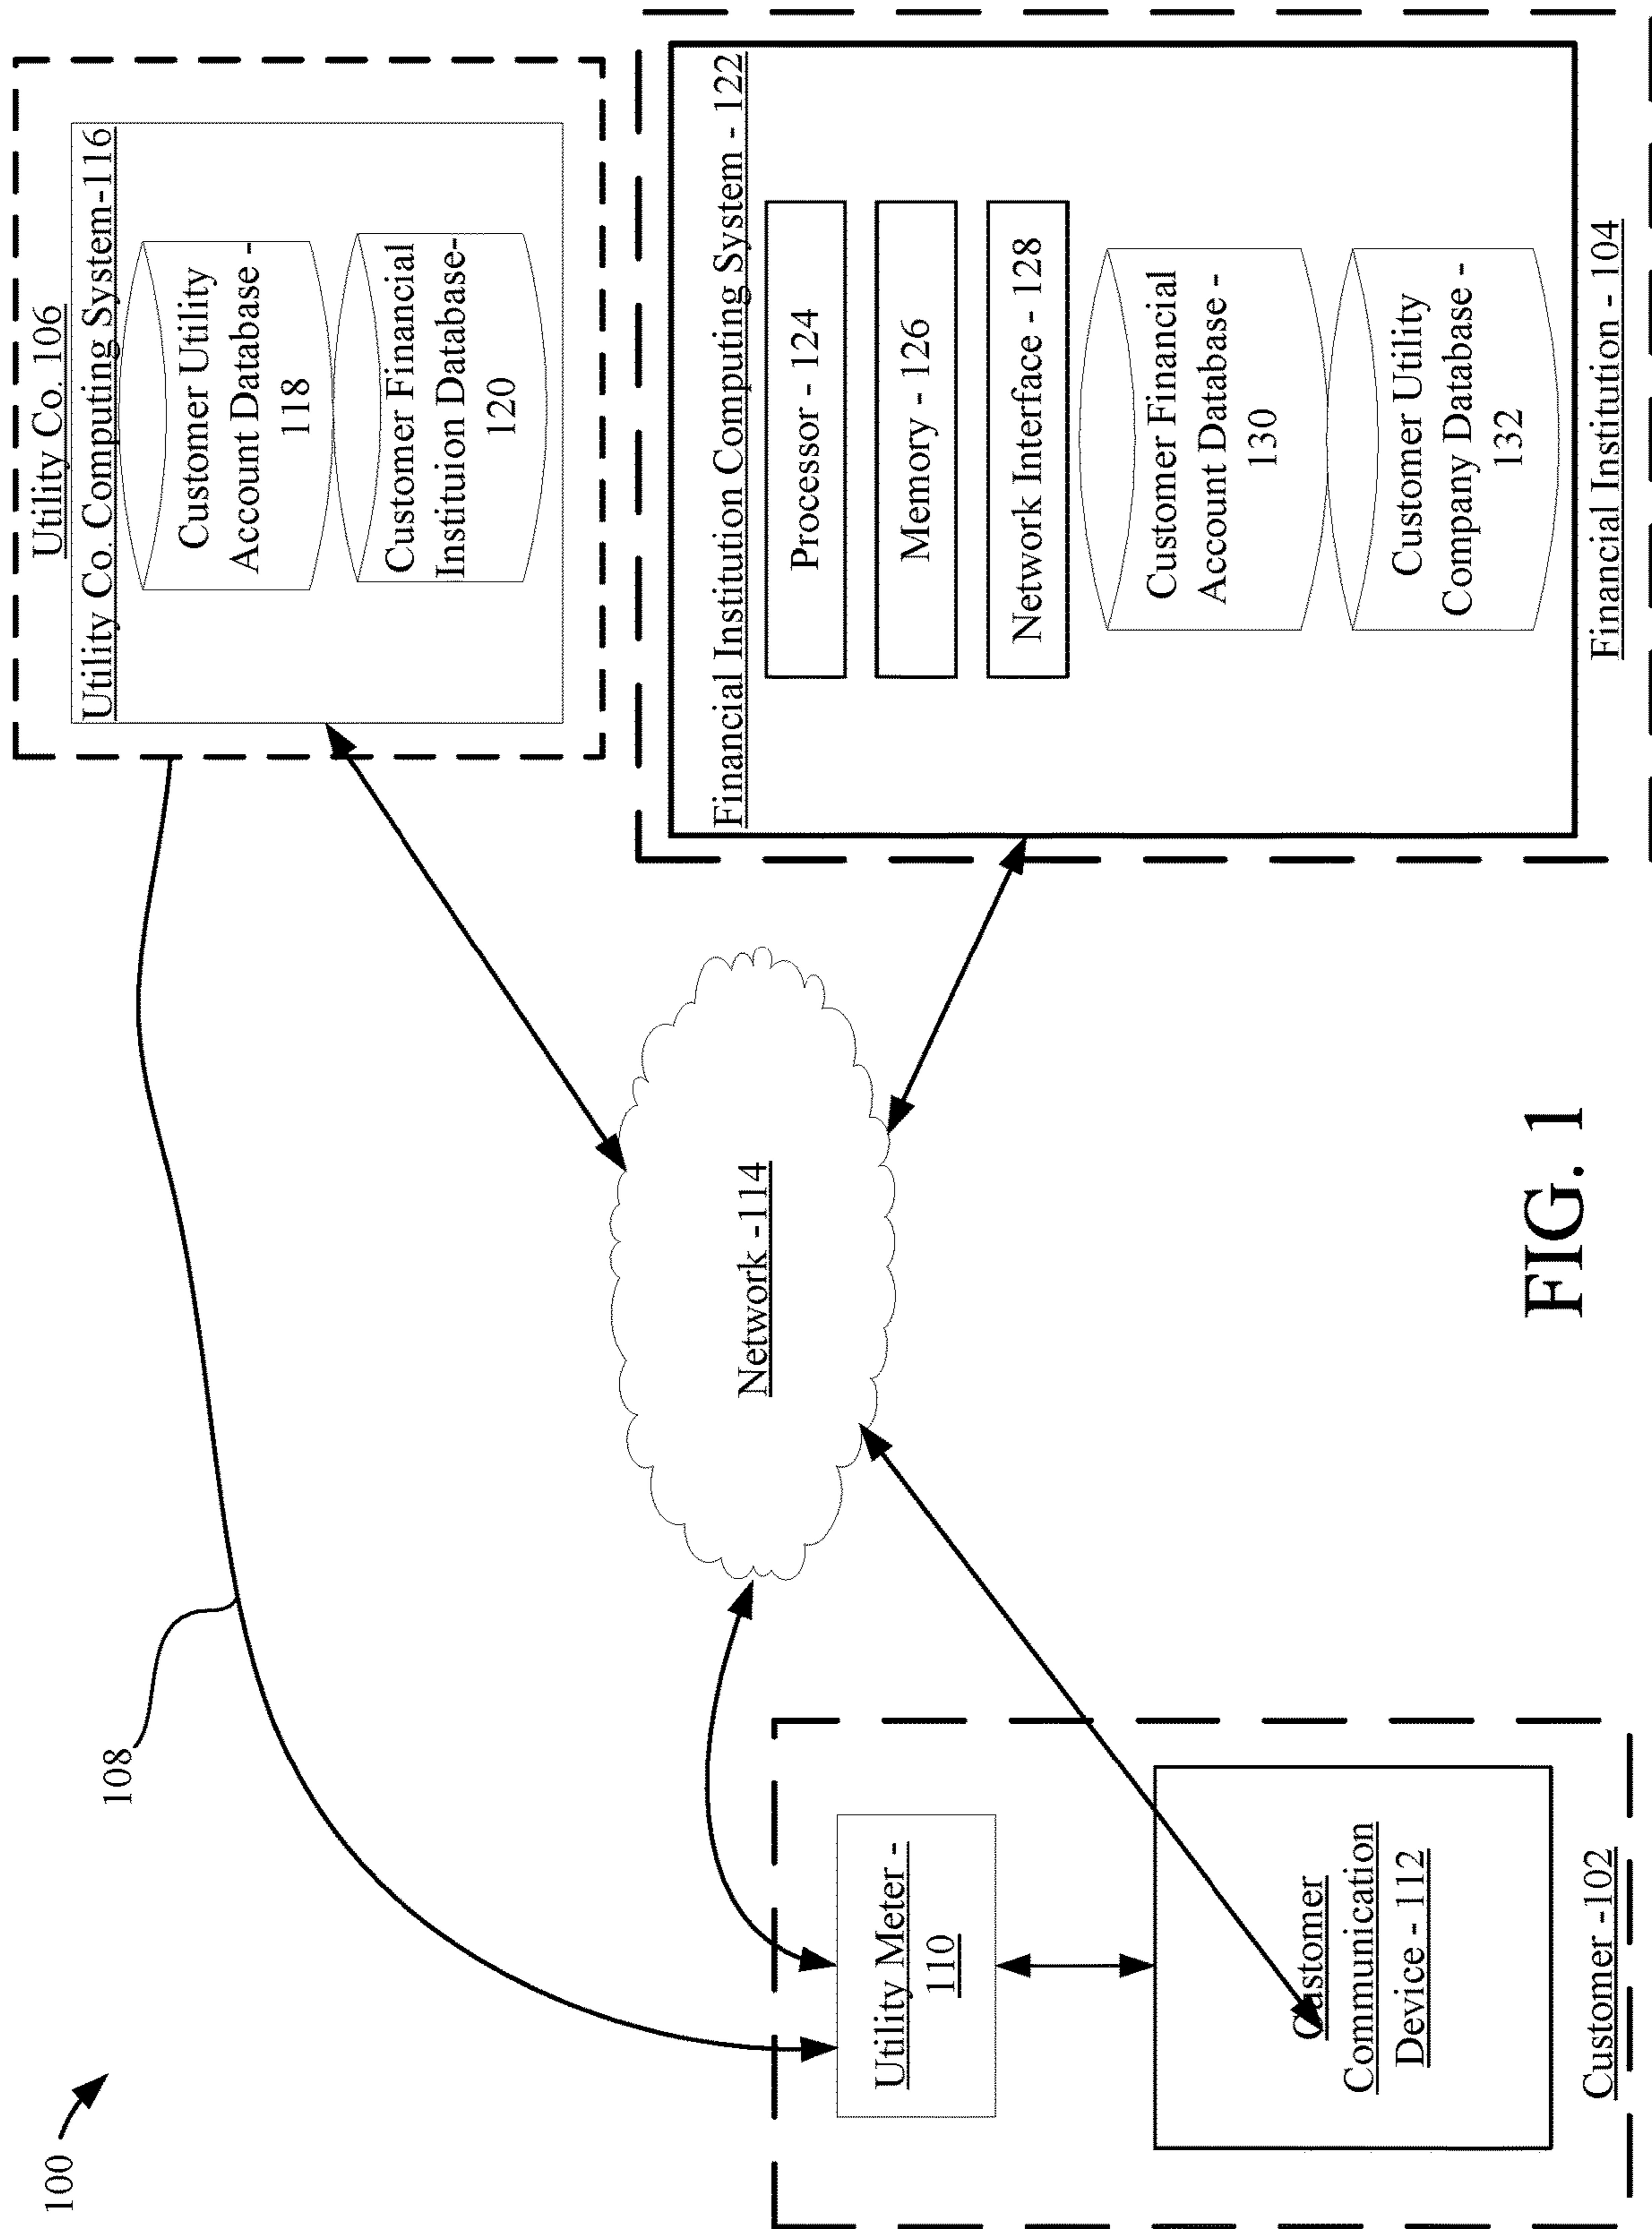 100
108
Utility Co. 106
Utility Co. Computing System-116
Customer Utility
Account Database -
118
Customer Financial
Instituion Database-
120
Network -114
Utility Meter -
110
Customer
Communication
Device - 112
Customer -102
Financial Institution Computing System - 122
Processor - 124
Memory - 126
Network Interface - 128
Customer Financial
Account Database -
130
Customer Utility
Company Database -
132
Financial Institution - 104
FIG. 1